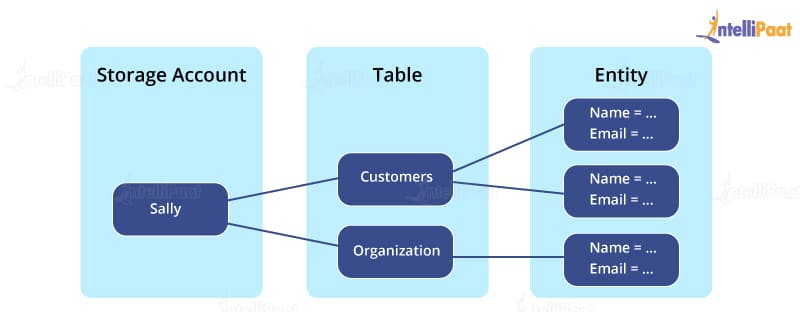 IntelliPaat
Storage Account
Table
Entity
Sally
Customers
Organization
Name = ...
Email = ...
Name = ...
Email = ...
Name = ...
Email = ...